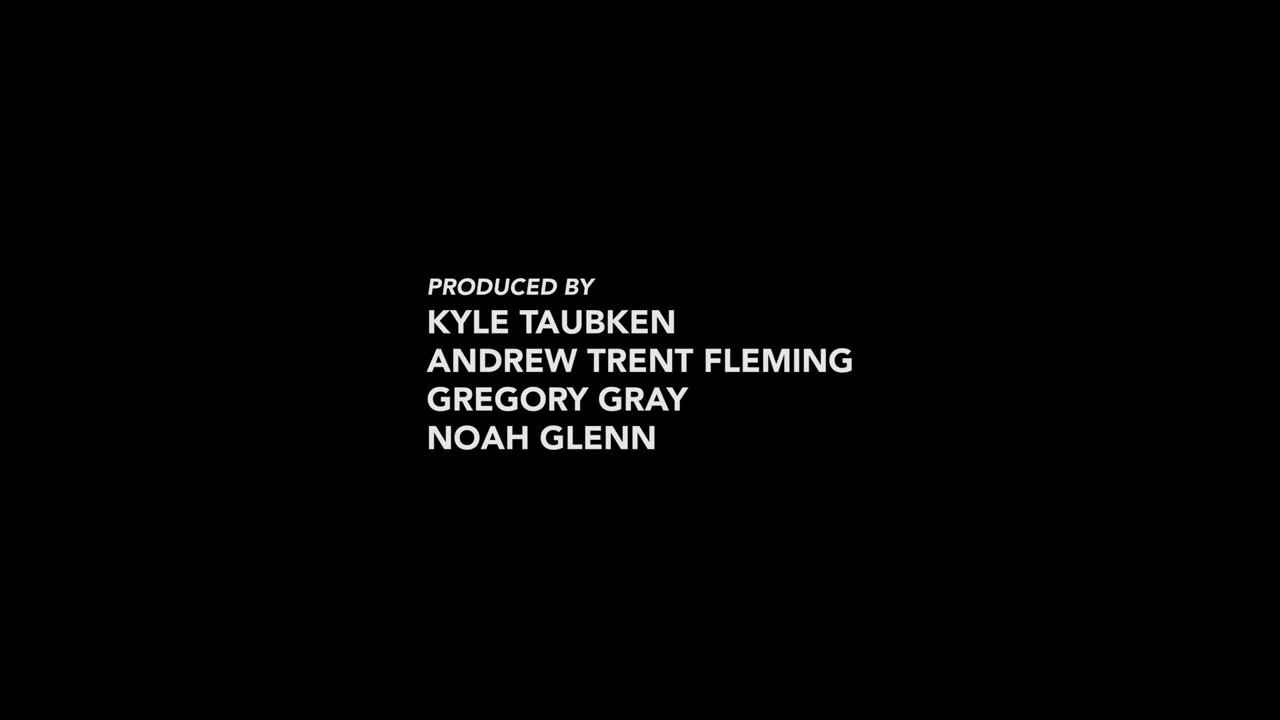 PRODUCED BY
KYLE TAUBKEN
ANDREW TRENT FLEMING
GREGORY GRAY
NOAH GLENN